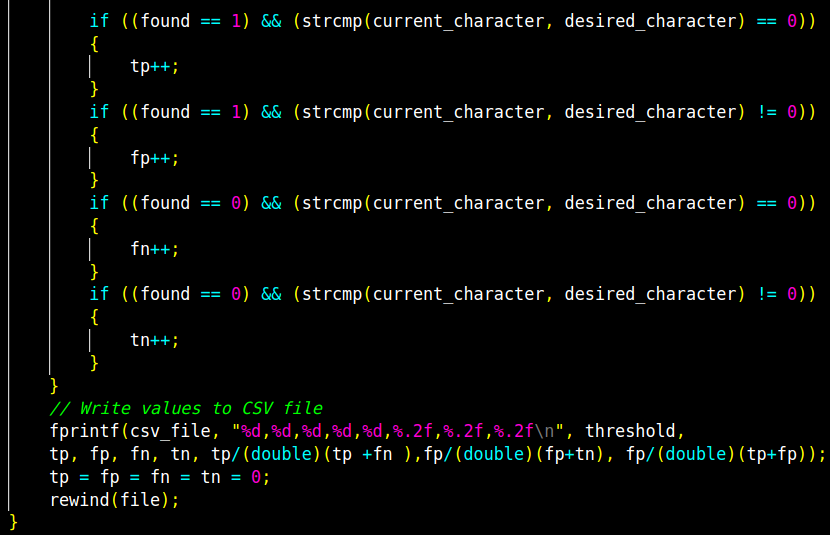 if ((found == 1) && (strcmp(current_character, desired_character) == 0))
{
tp++;
}
if ((found == 1) && (strcmp(current_character, desired_character) != 0))
{
fp++;
}
if ((found == 0) && (strcmp(current_character, desired_character) == 0))
{
fn++;
}
if ((found == 0) && (strcmp(current_character, desired_character) != 0))
{
tn++;
}
}
// Write values to CSV file
fprintf(csv_file, "%d,%d,%d,%d,%d,%.2f,%.2f,%.2f\n", threshold,
tp, fp, fn, tn, tp/(double)(tp +fn ),fp/(double)(fp+tn), fp/(double)(tp+fp));
tp = fp = fn = tn = 0;
rewind(file);
}